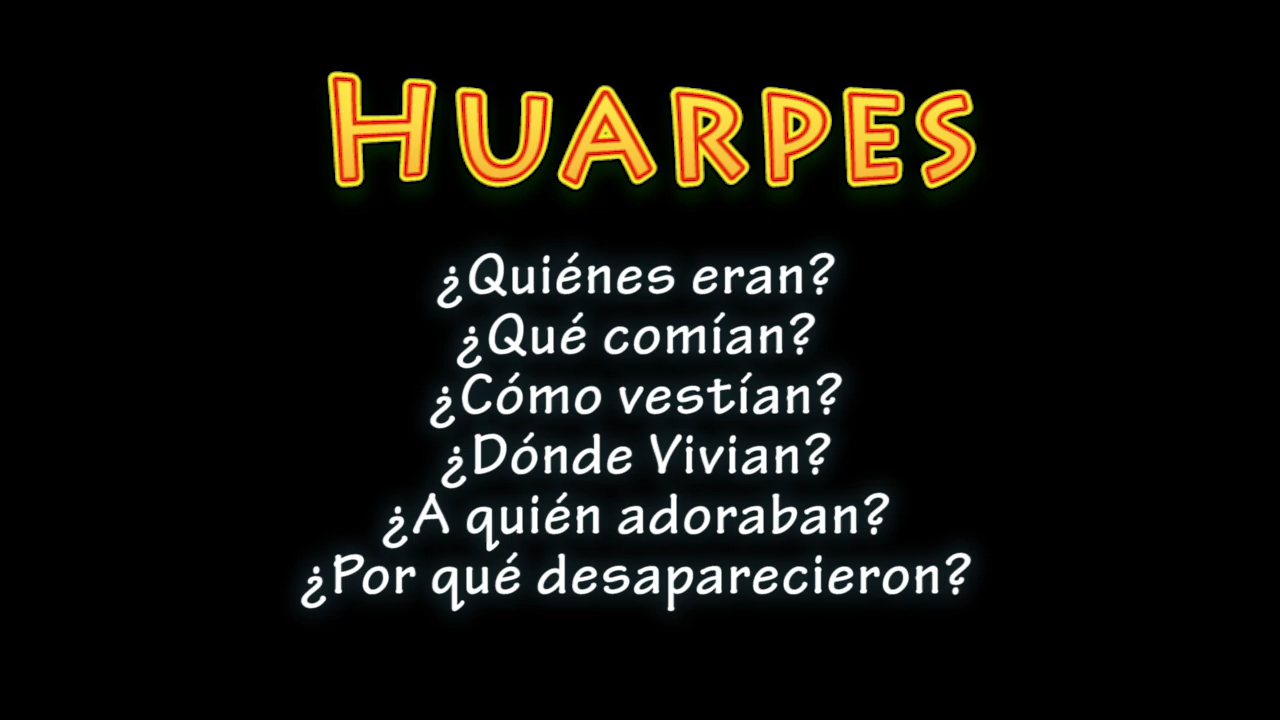 HUARPES
¿Quiénes eran?
¿Qué comían?
¿Cómo vestían?
¿Dónde Vivian?
¿A quién adoraban?
¿Por qué desaparecieron?